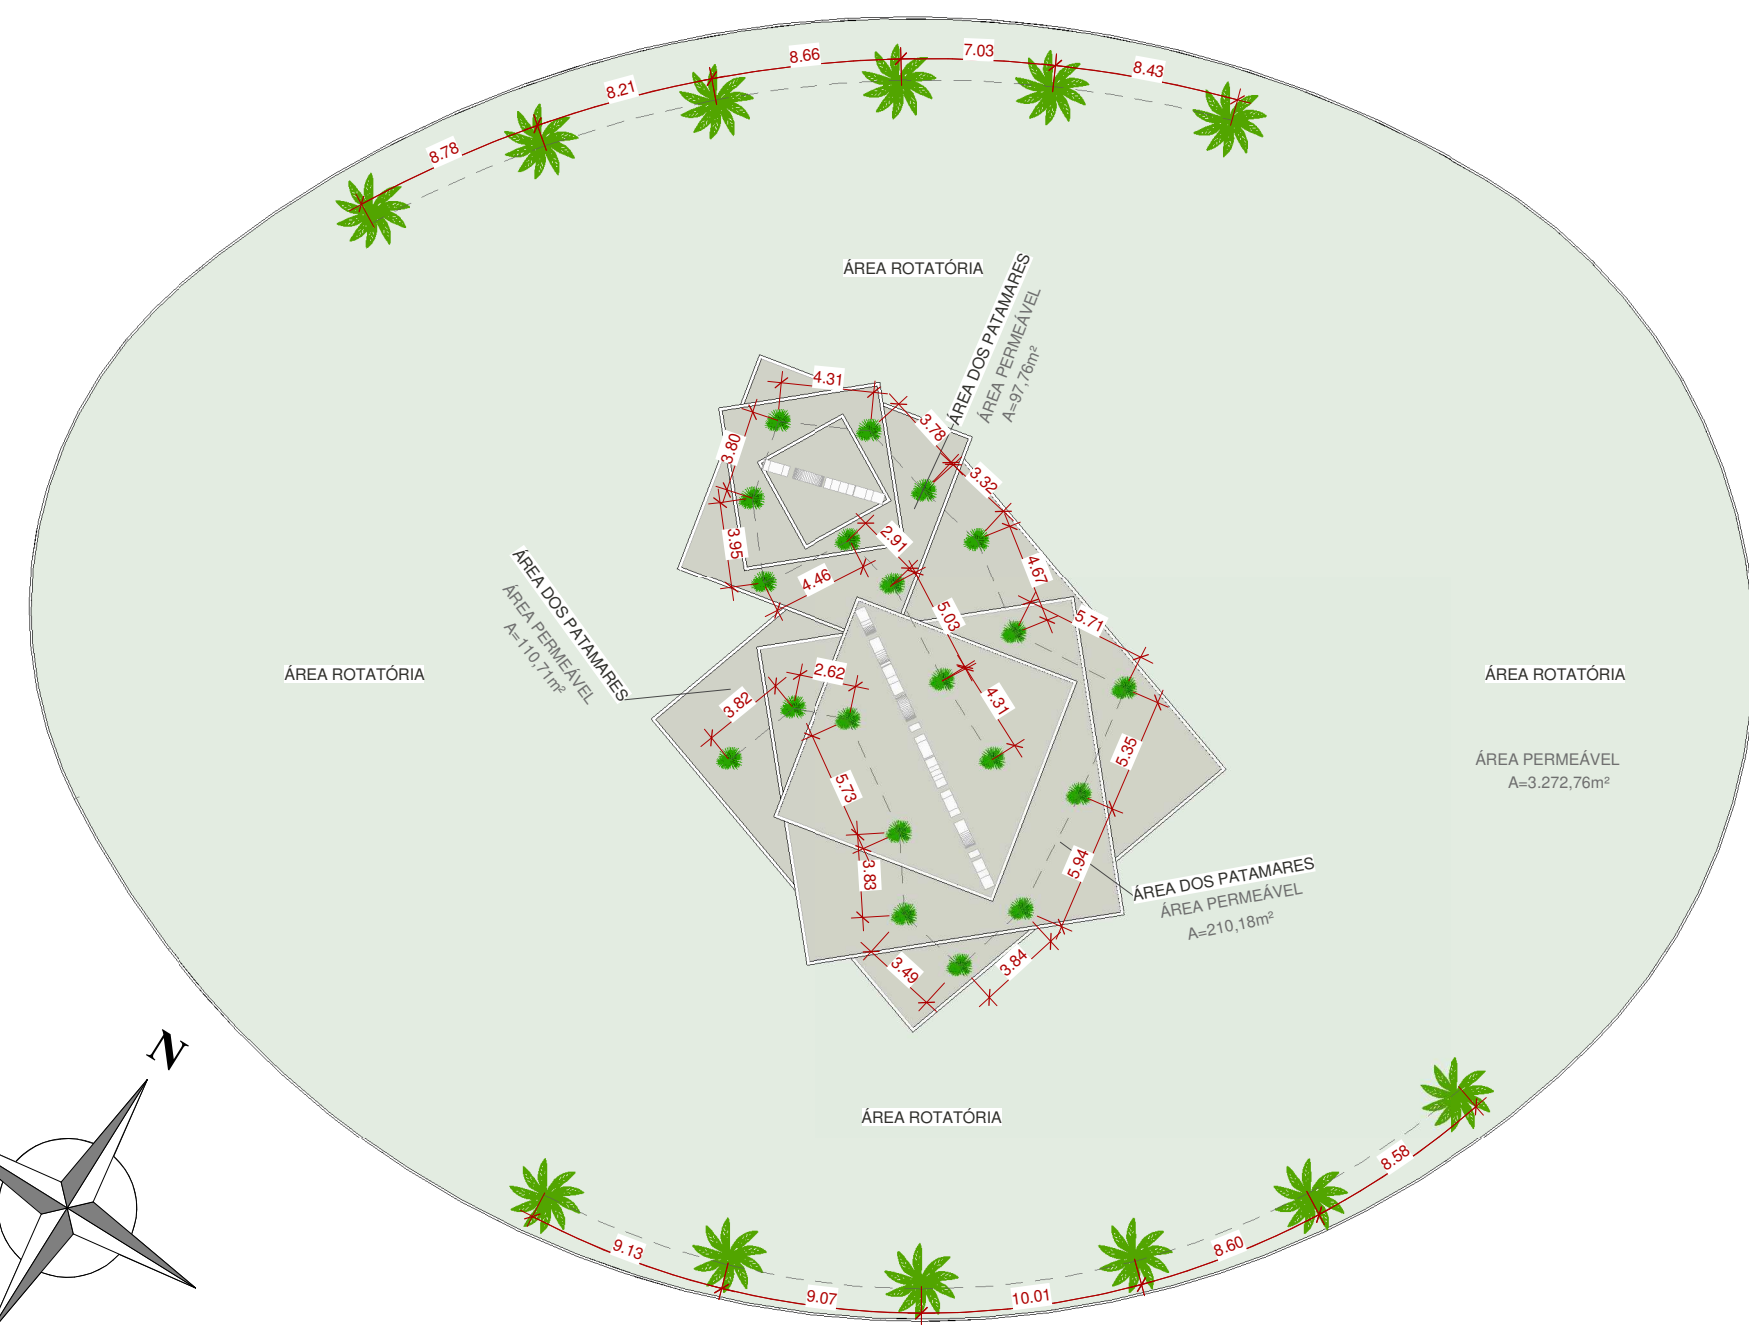 8.66
7.03
8.43
8.21
8.78
ÁREA ROTATÓRIA
ÁREA DOS PATAMARES
ÁREA PERMEÁVEL
A=97,76m²
4.31
3.78
3.80
3.32
2.91
3.95
4.46
4.67
5.03
5.71
ÁREA DOS PATAMARES
ÁREA PERMEÁVEL
A=110,71m²
ÁREA ROTATÓRIA
2.62
3.82
4.31
5.35
5.73
ÁREA ROTATÓRIA
ÁREA PERMEÁVEL
A=3.272,76m²
3.83
5.94
ÁREA DOS PATAMARES
ÁREA PERMEÁVEL
A=210,18m²
3.49
3.84
N
ÁREA ROTATÓRIA
8.58
9.13
8.60
9.07
10.01